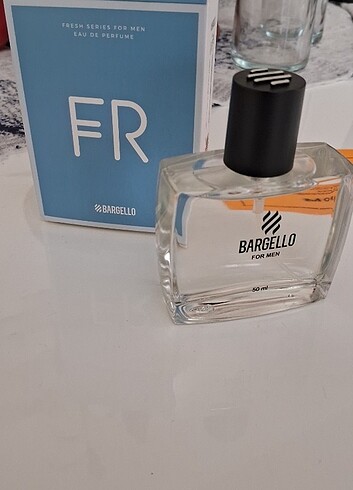 FRESH SERIES FOR MEN
EAU DE PERFUME
FR
BARGELLO
BARGELLO
FOR MEN
50 ml